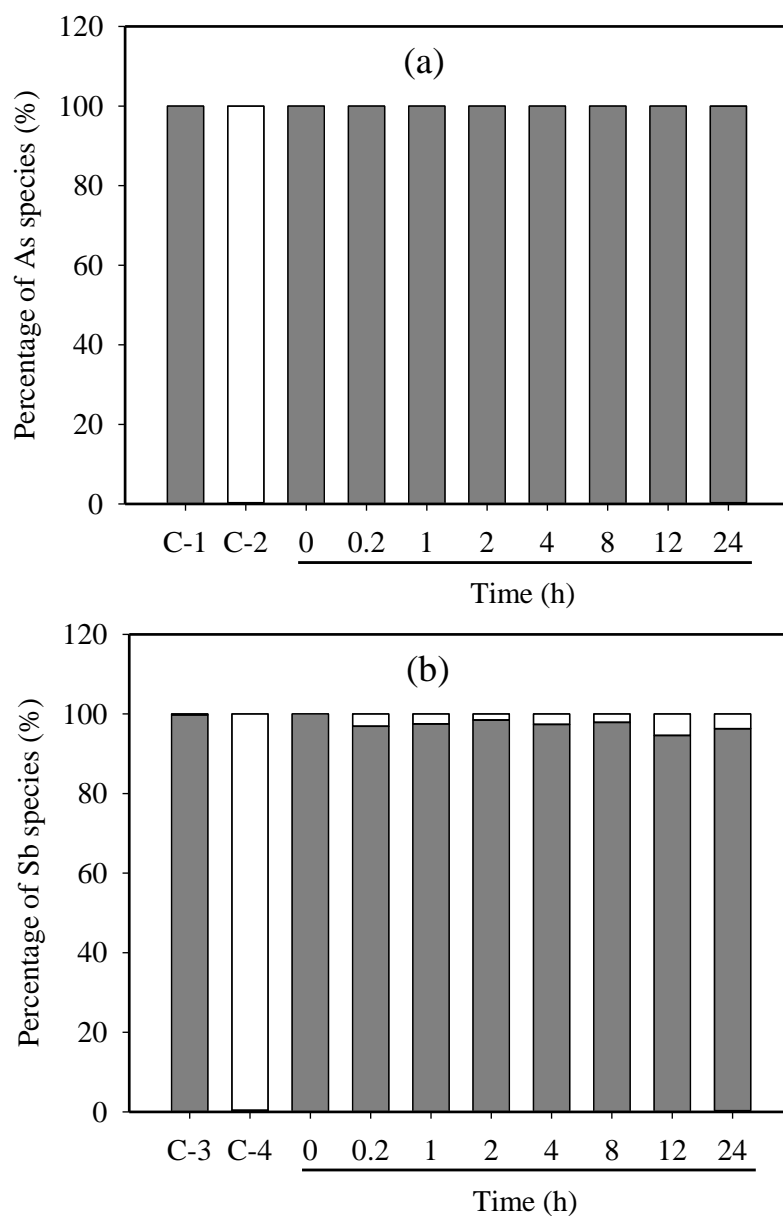 120
(a)
100
80
60
40
20
0
Percentage of As species (%)
C-1 C-2 0 0.2 1 2 4 8 12 24
Time (h)
120
(b)
100
80
60
40
20
0
Percentage of Sb species (%)
C-3 C-4 0 0.2 1 2 4 8 12 24
Time (h)